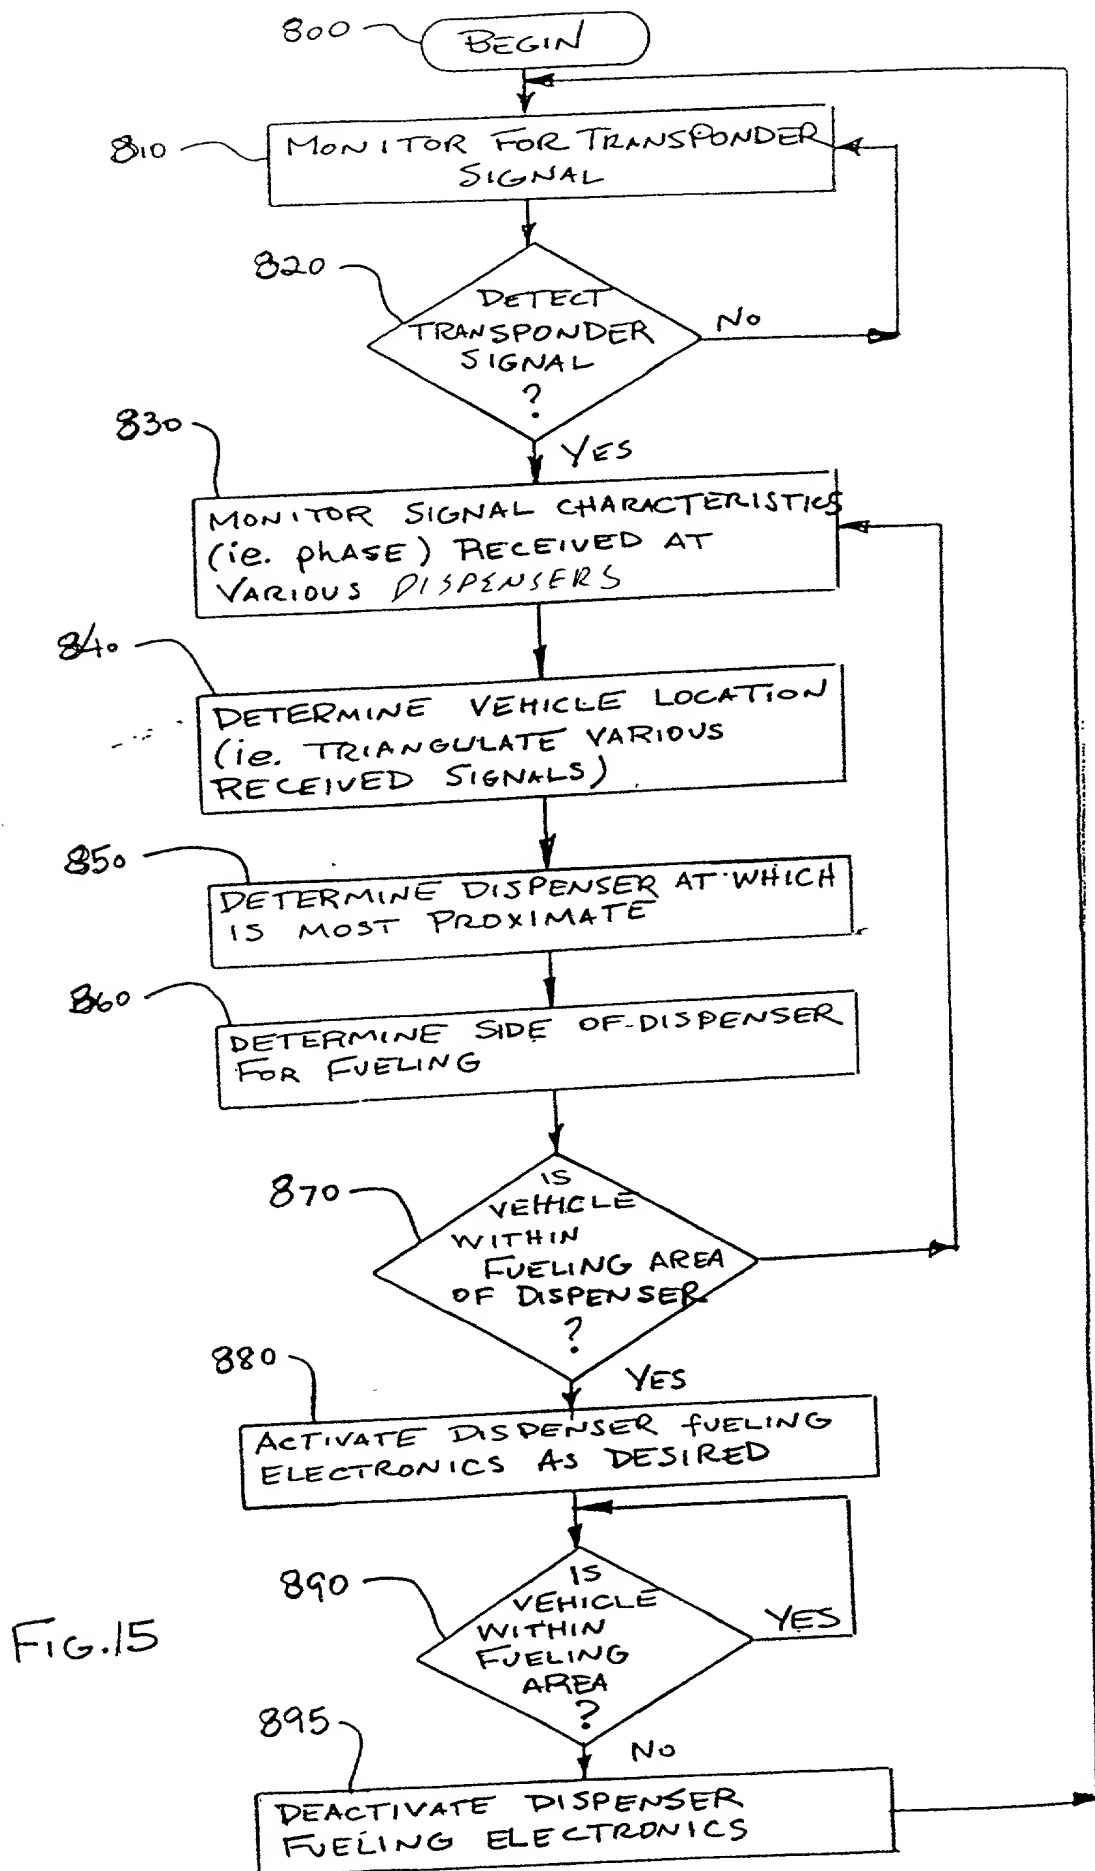 800
BEGIN
810
MONITOR FOR TRANSPONDER
SIGNAL
820
DETECT
TRANSPONDER
SIGNAL
?
NO
YES
830
MONITOR SIGNAL CHARACTERISTICS
(ie. phASE) RECEIVED AT
VARIOUS DISPENSERS
840
DETERMINE VEHICLE LOCATION
(ie. TRIANGULATE VARIOUS
RECEIVED SIGNALS)
850
DETERMINE DISPENSER AT WHICH
IS MOST PROXIMATE
860
DETERMINE SIDE OF DISPENSER
FOR FUELING
870
IS
VEHICLE
WITHIN
FUELING AREA
OF DISPENSER
?
YES
880
ACTIVATE DISPENSER fUELING
ELECTRONICS AS DESIRED
890
IS
VEHICLE
WITHIN
FUELING
AREA
?
YES
NO
FIG.15
895
DEACTIVATE DISPENSER
FUELING ELECTRONICS